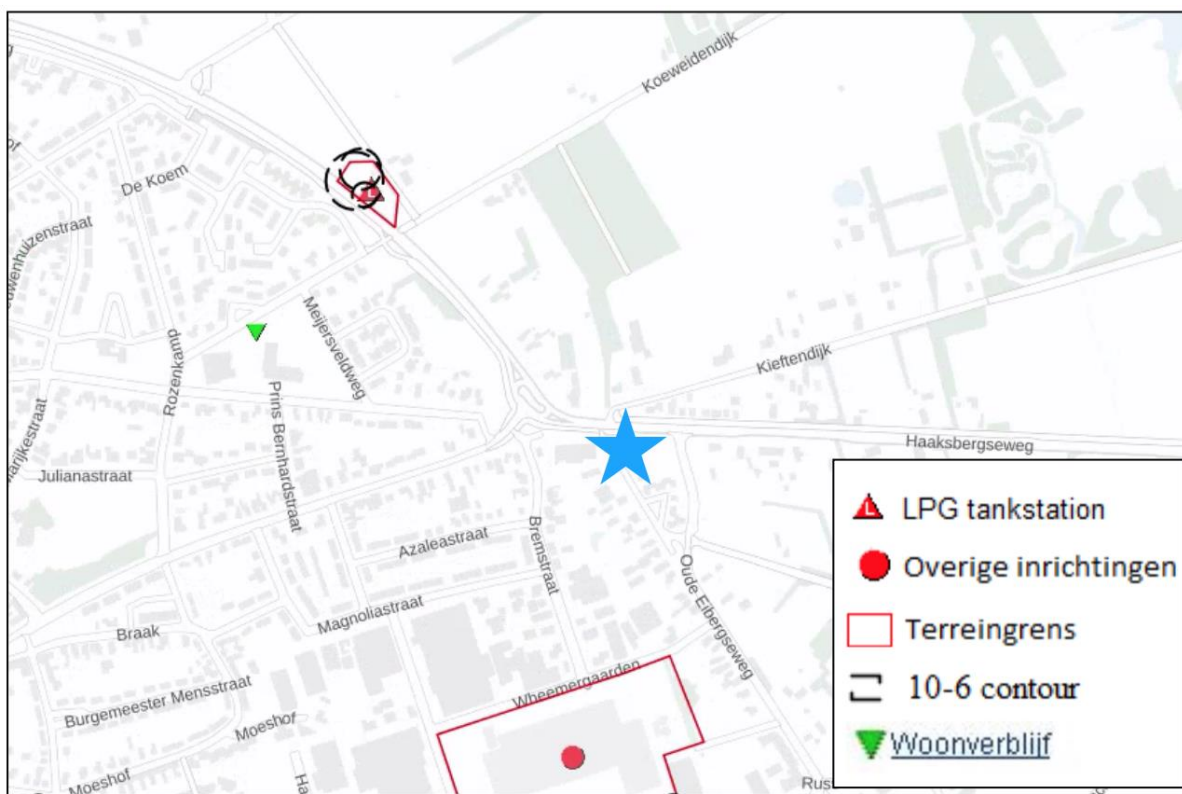 Koeweidendijk
De Koem
Meijersveldweg
Rozenkamp
Prins Bernhardstraat
Kieftendijk
Haaksbergseweg
Julianastraat
Azaleastraat
Bremstraat
Magnoliastraat
Oude Eibergseweg
Braak
Burgemeester Mensstraat
Wheemergaarden
Moeshof
Moeshof
L LPG tankstation
Overige inrichtingen
Terreingrens
10-6 contour
Woonverblijf